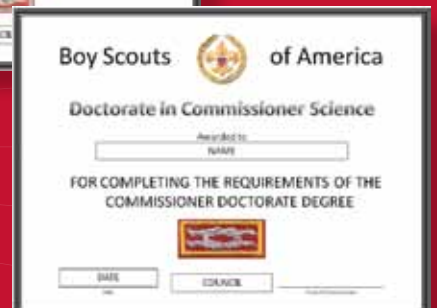 Boy Scouts of America
Doctorate in Commissioner Science
Awarded to
NAME
FOR COMPLETING THE REQUIREMENTS OF THE
COMMISSIONER DOCTORATE DEGREE
DATE
COUNCIL